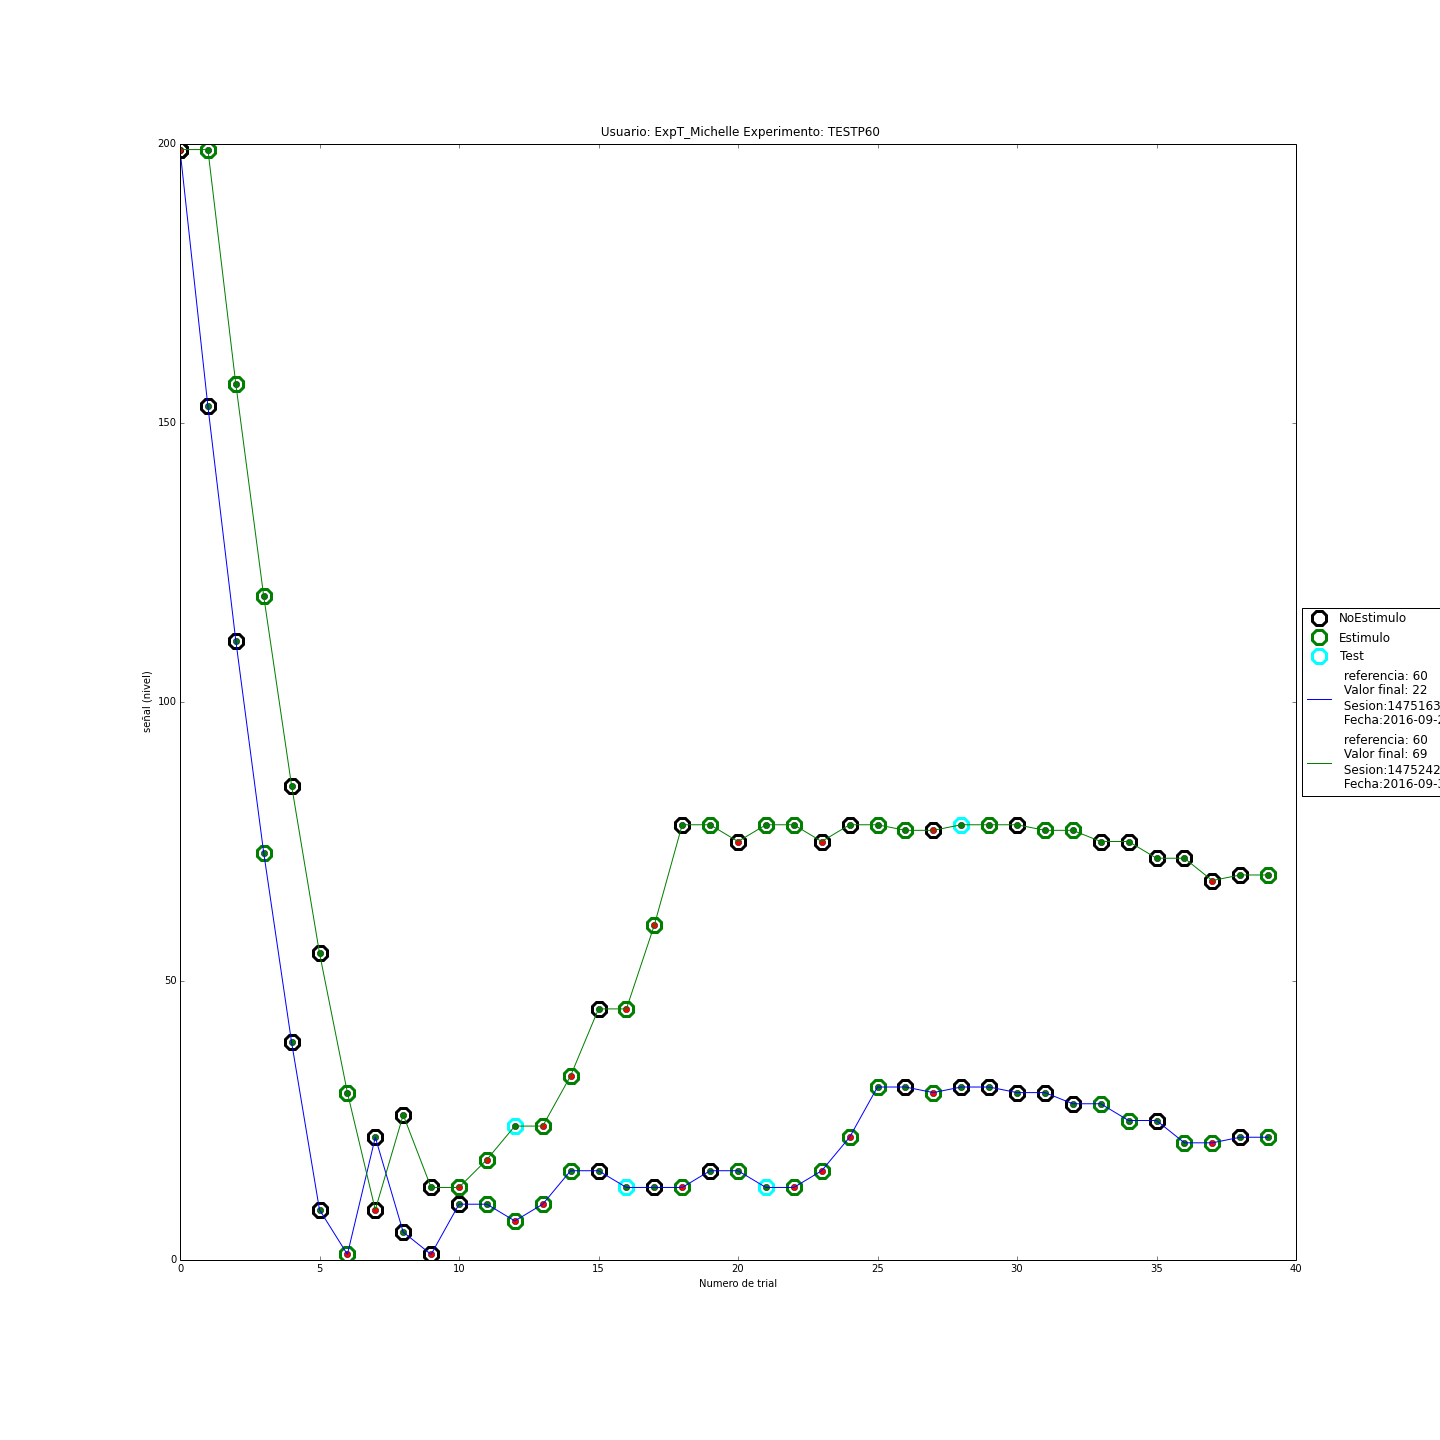 Usuario: ExpT_Michelle Experimento: TESTP60
200
150
100
50
0
señal (nivel)
0 5 10 15 20 25 30 35 40
Numero de trial
NoEstimulo
Estimulo
Test
referencia: 60
Valor final: 22
Sesion:1475163
Fecha:2016-09-2
referencia: 60
Valor final: 69
Sesion:1475242
Fecha:2016-09-